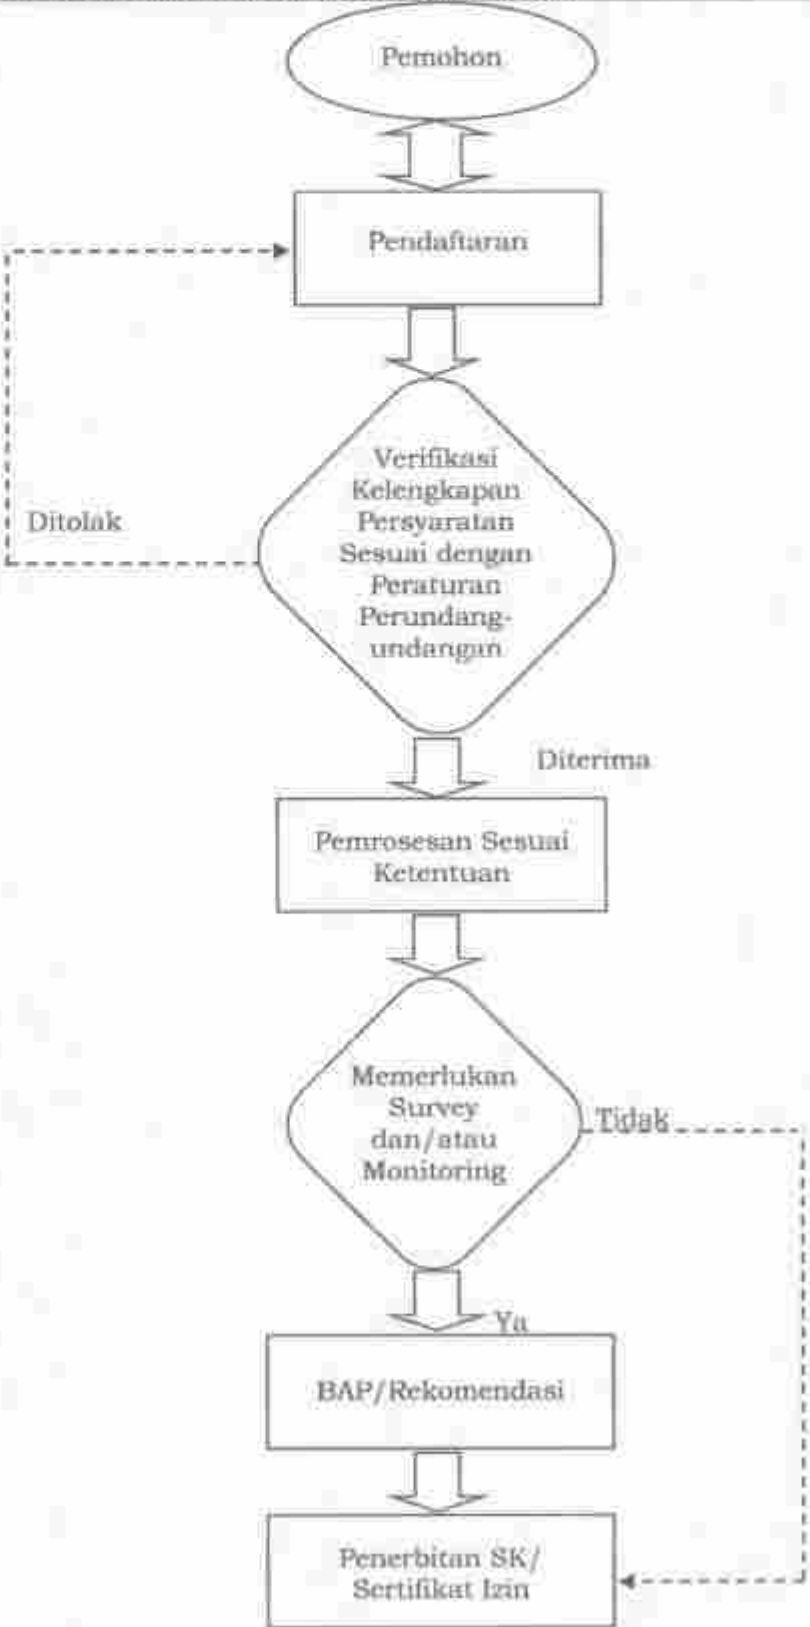 Pemohon
Pendaftaran
Verifikasi
Kelengkapan
Persyaratan
Sesuai dengan
Peraturan
Perundang-
undangan
Ditolak
Diterima
Pemrosesan Sesuai
Ketentuan
Memerlukan
Survey
dan/atau
Monitoring
Tidak
Ya
BAP/Rekomendasi
Penerbitan SK/
Sertifikat Izin